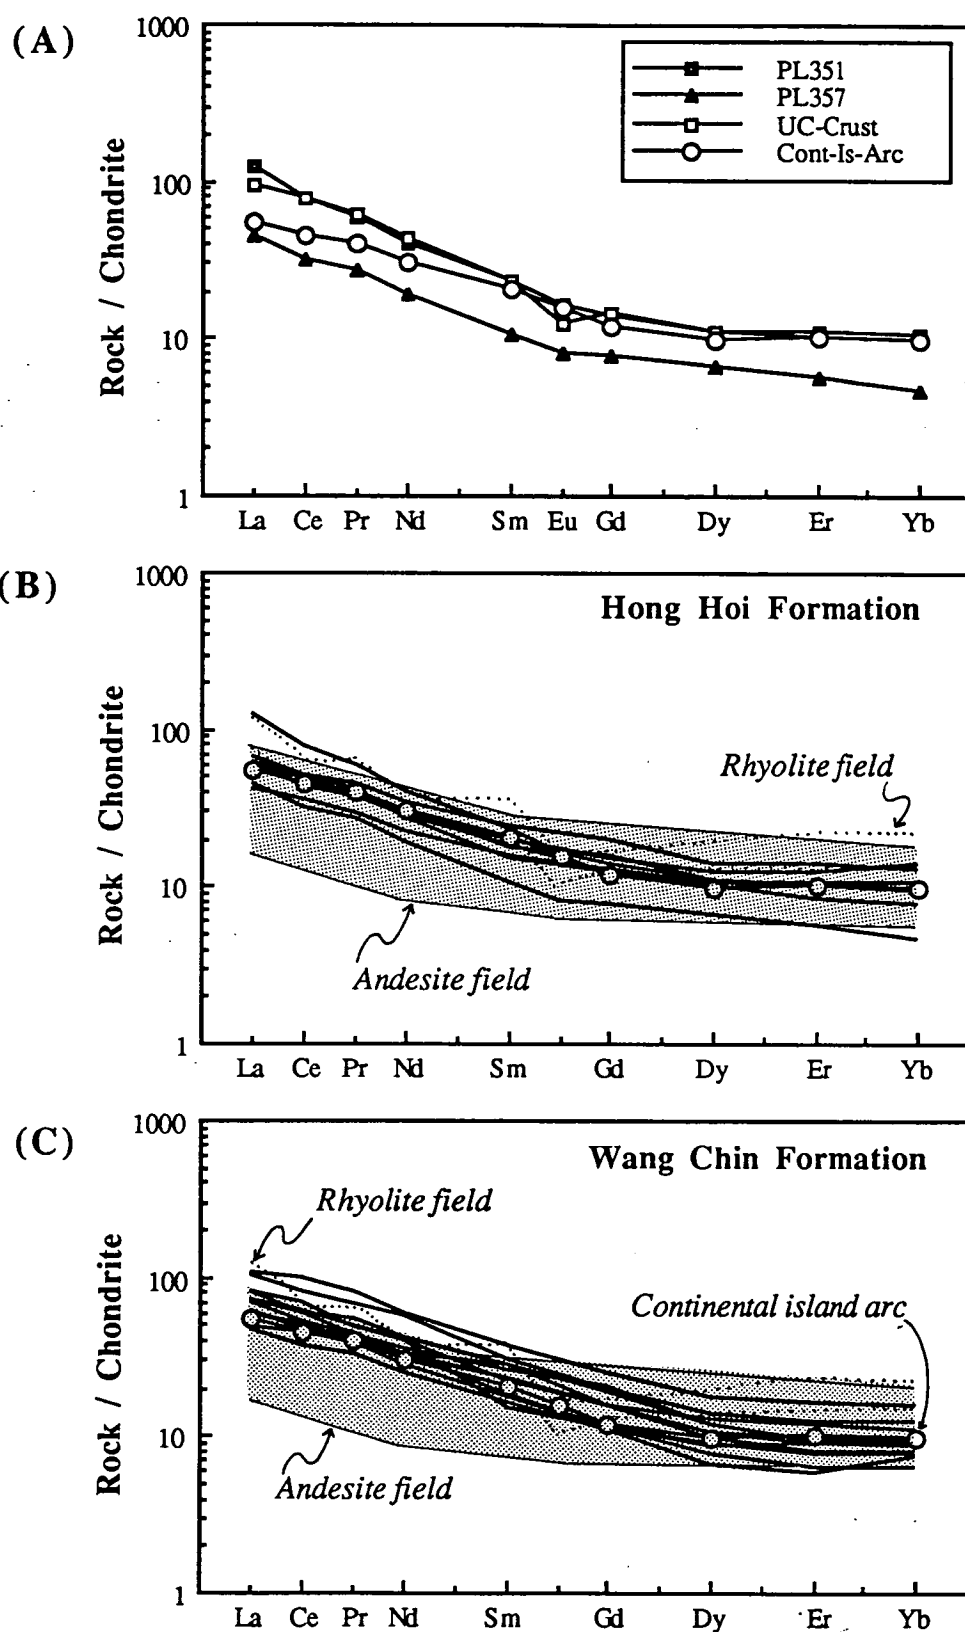 (A)
1000
100
10
1
Rock / Chondrite
PL351
PL357
UC-Crust
Cont-Is-Arc
La Ce Pr Nd Sm Eu Gd Dy Er Yb
(B)
1000
100
10
1
Rock / Chondrite
Hong Hoi Formation
Rhyolite field
Andesite field
La Ce Pr Nd Sm Gd Dy Er Yb
(C)
1000
100
10
1
Rock / Chondrite
Wang Chin Formation
Rhyolite field
Continental island arc
Andesite field
La Ce Pr Nd Sm Gd Dy Er Yb